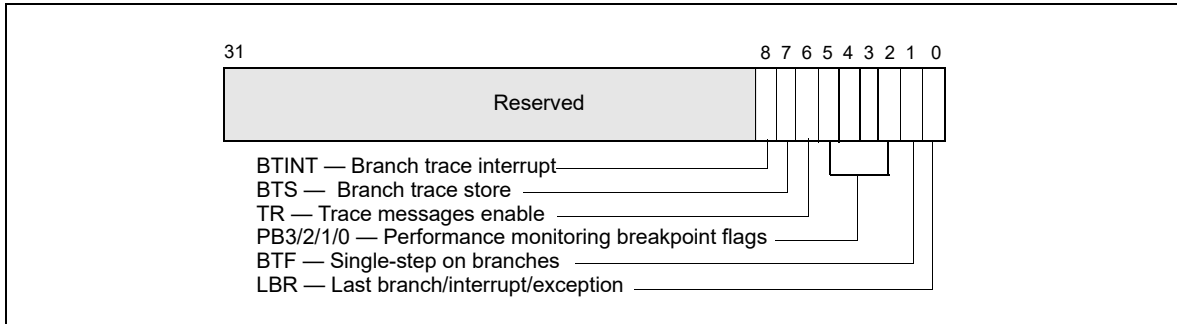 31 8 7 6 5 4 3 2 1 0
Reserved
BTINT — Branch trace interrupt
BTS — Branch trace store
TR — Trace messages enable
PB3/2/1/0 — Performance monitoring breakpoint flags
BTF — Single-step on branches
LBR — Last branch/interrupt/exception